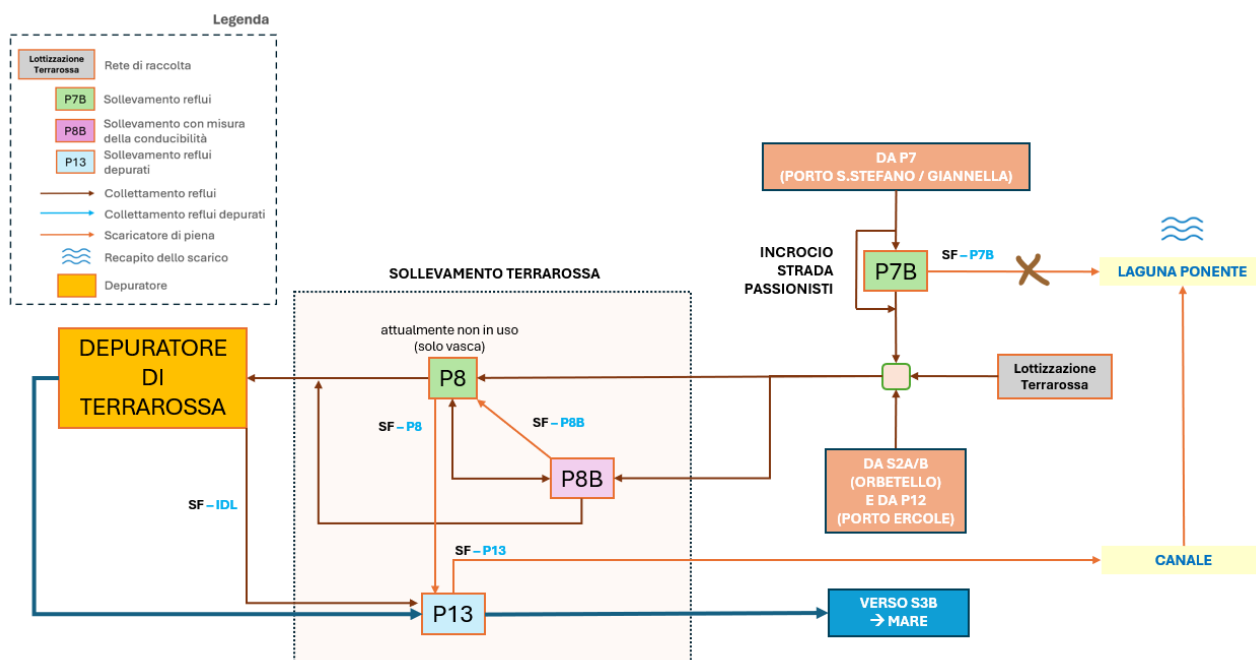 Legenda
Lottizzazione
Terrarossa
Rete di raccolta
P7B
Sollevamento reflui
P8B
Sollevamento con misura
della conducibilità
P13
Sollevamento reflui
depurati
Collettamento reflui
Collettamento reflui depurati
Scaricatore di piena
Recapito dello scarico
Depuratore
DA P7
(PORTO S.STEFANO / GIANNELLA)
INCROCIO
STRADA
PASSIONISTI
P7B
SF – P7B
LAGUNA PONENTE
SOLLEVAMENTO TERRAROSSA
attualmente non in uso
(solo vasca)
DEPURATORE
DI
TERRAROSSA
P8
Lottizzazione
Terrarossa
SF – P8
SF – P8B
P8B
DA S2A/B
(ORBETELLO)
E DA P12
(PORTO ERCOLE)
SF – IDL
SF – P13
CANALE
P13
VERSO S3B
→ MARE